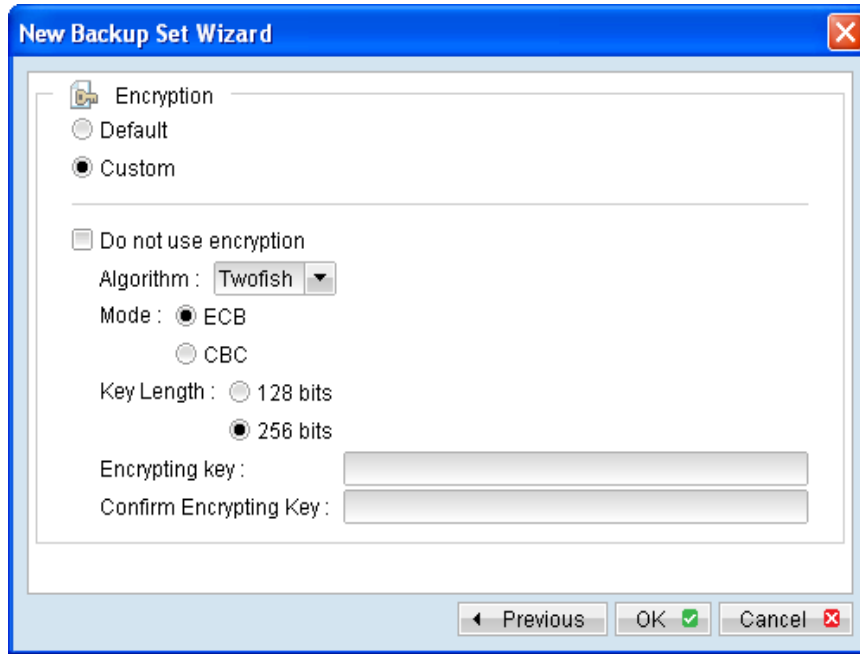 New Backup Set Wizard
Encryption
Default
Custom
Do not use encryption
Algorithm : Twofish
Mode : ECB
CBC
Key Length : 128 bits
256 bits
Encrypting key :
Confirm Encrypting Key :
Previous OK Cancel